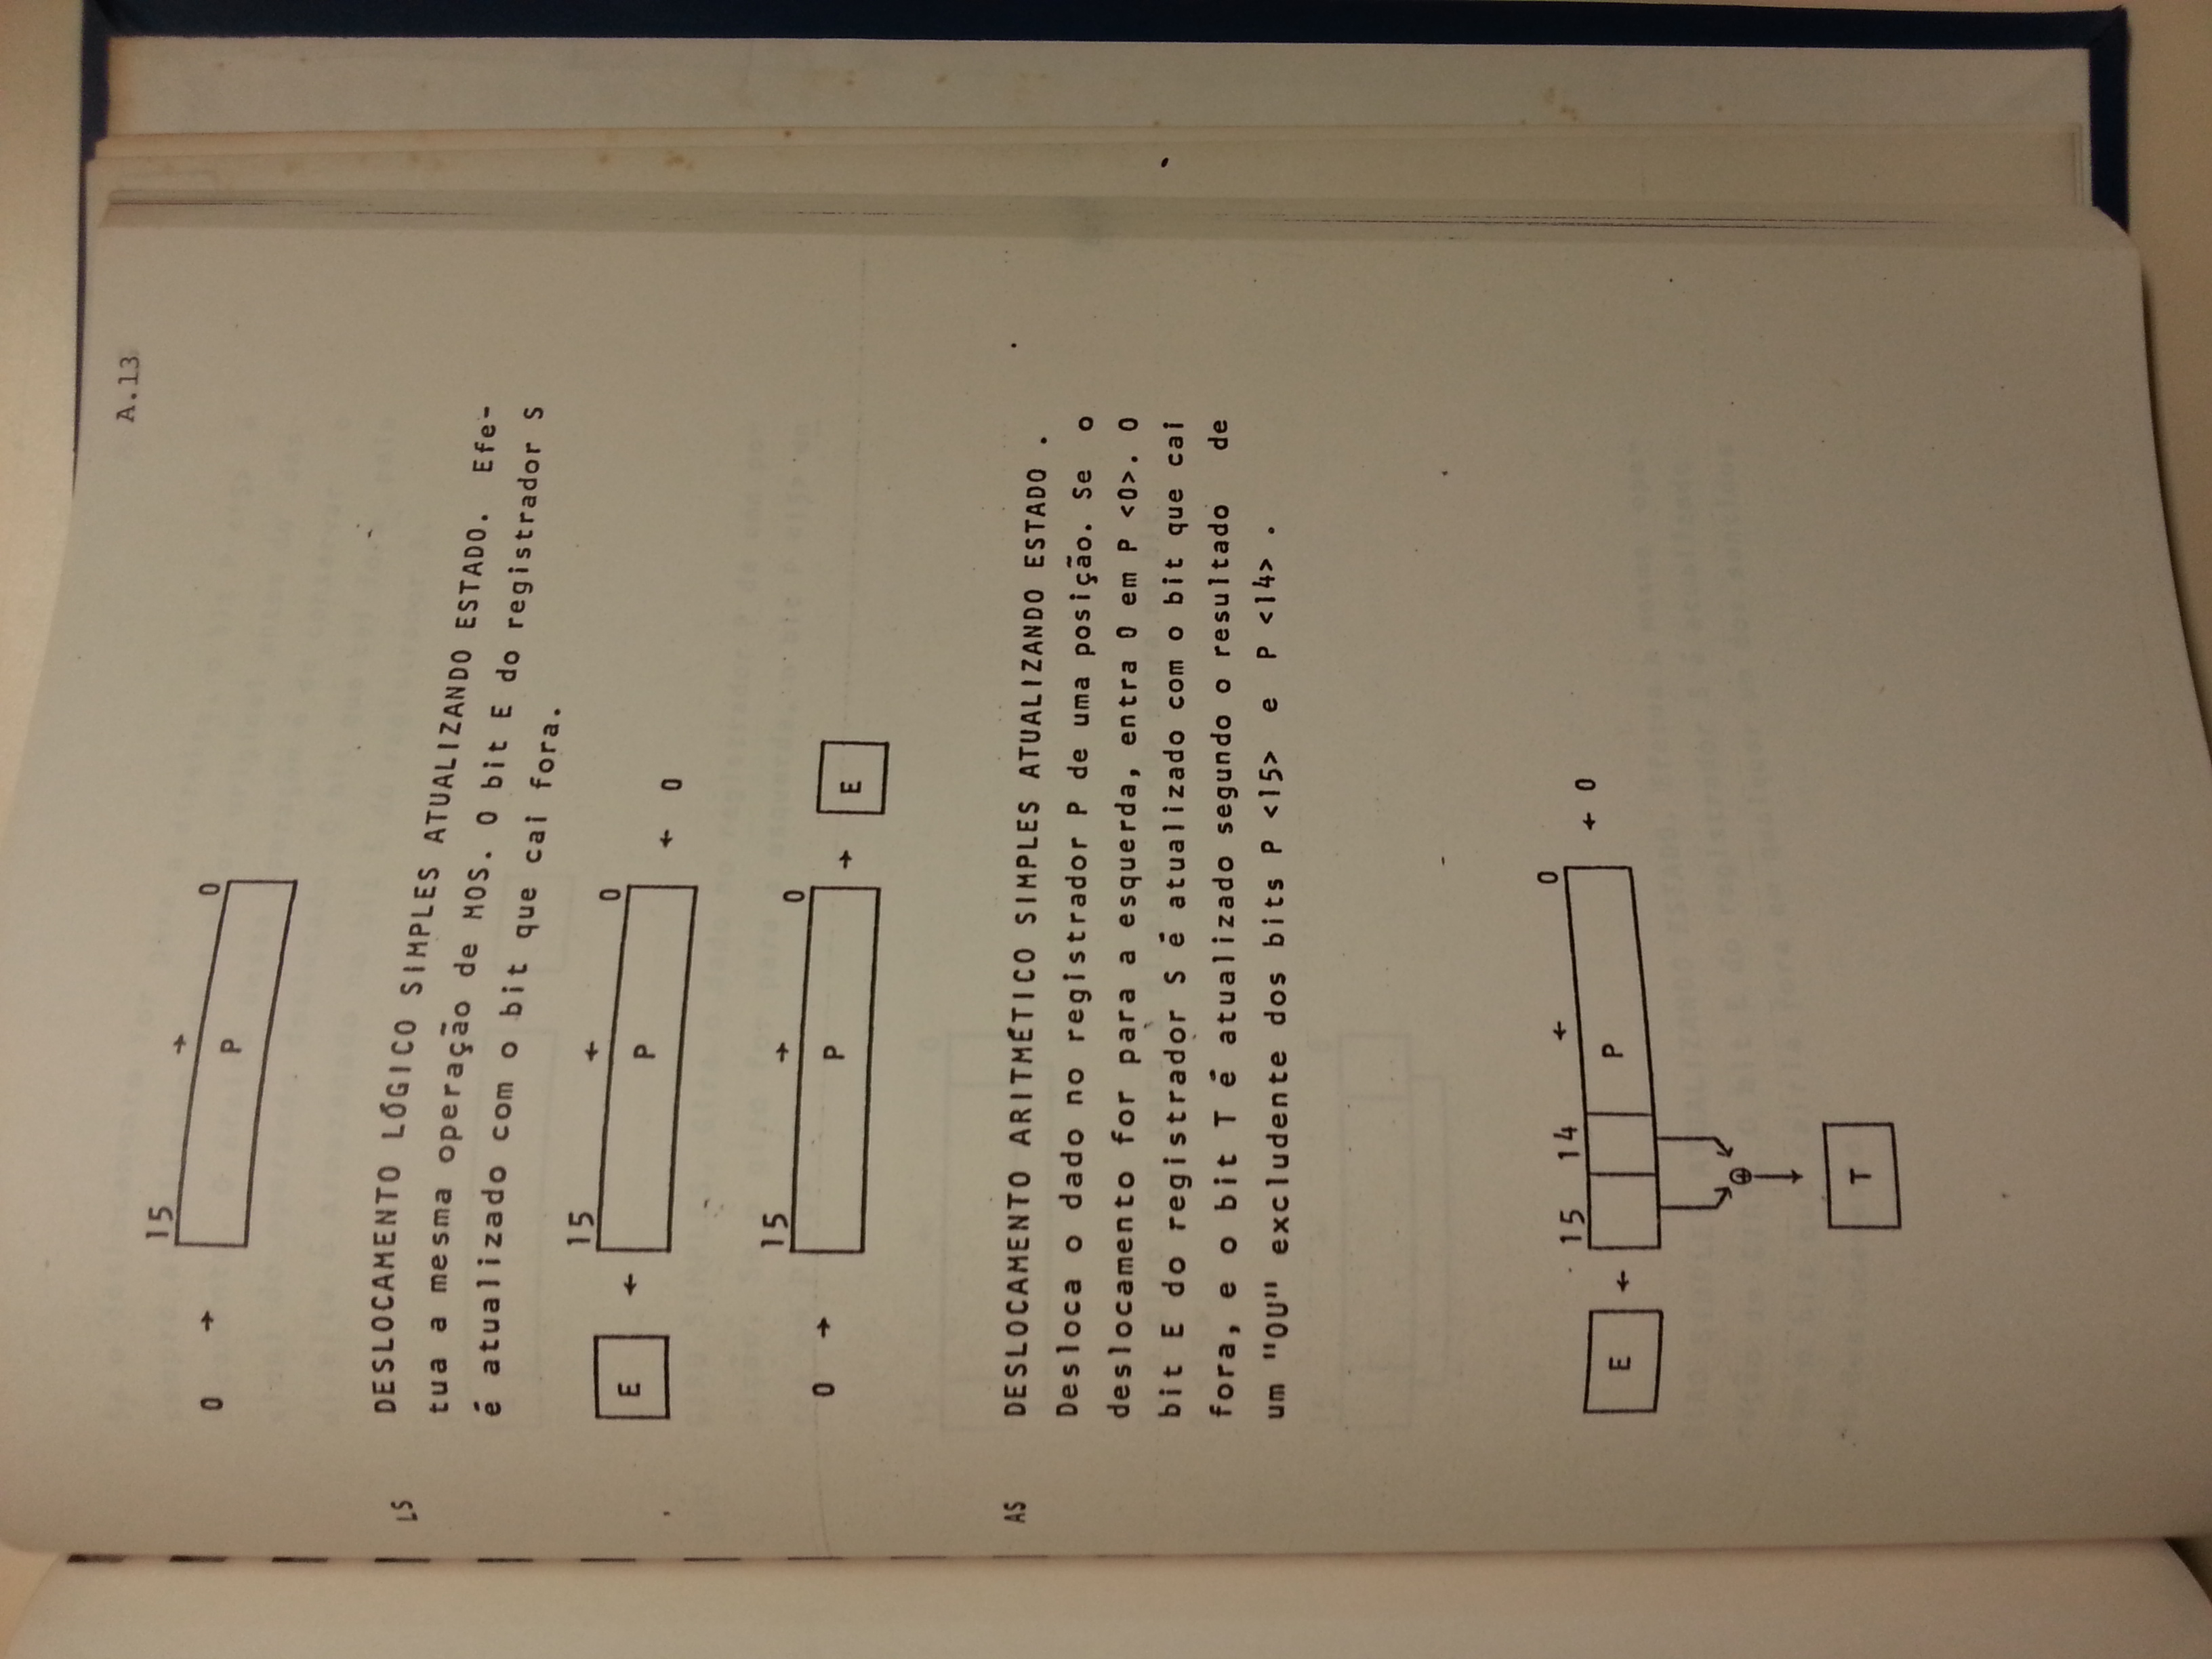 A.13
15 → 0
0 → P
LS DESLOCAMENTO LÓGICO SIMPLES ATUALIZANDO ESTADO. Efe-
tua a mesma operação de MOS. O bit E do registrador S
é atualizado com o bit que cai fora.
15 ← 0
E ← P ← 0
15 → 0
0 → P → E
AS DESLOCAMENTO ARITMÉTICO SIMPLES ATUALIZANDO ESTADO .
Desloca o dado no registrador P de uma posição. Se o
deslocamento for para a esquerda, entra 0 em P <0>. O
bit E do registrador S é atualizado com o bit que cai
fora, e o bit T é atualizado segundo o resultado de
um "OU" excludente dos bits P <15> e P <14> .
15 14 ← 0
E ← P ← 0
⊕
T